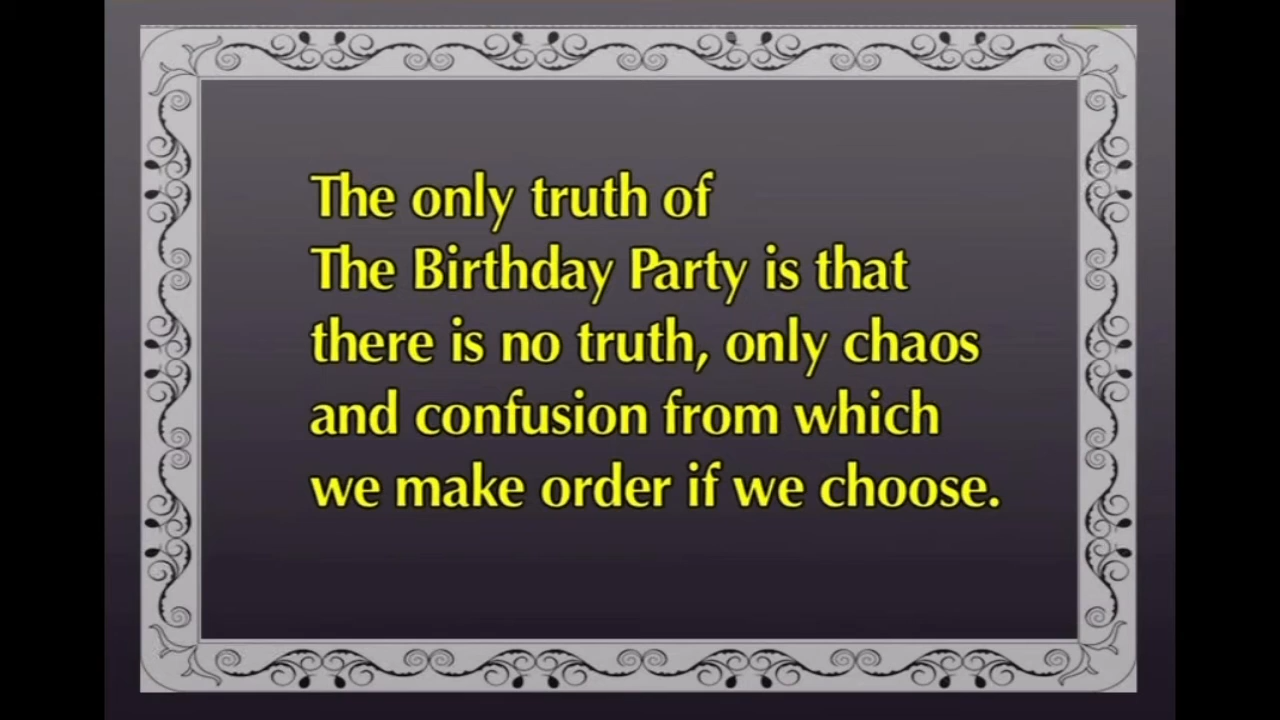 The only truth of
The Birthday Party is that
there is no truth, only chaos
and confusion from which
we make order if we choose.